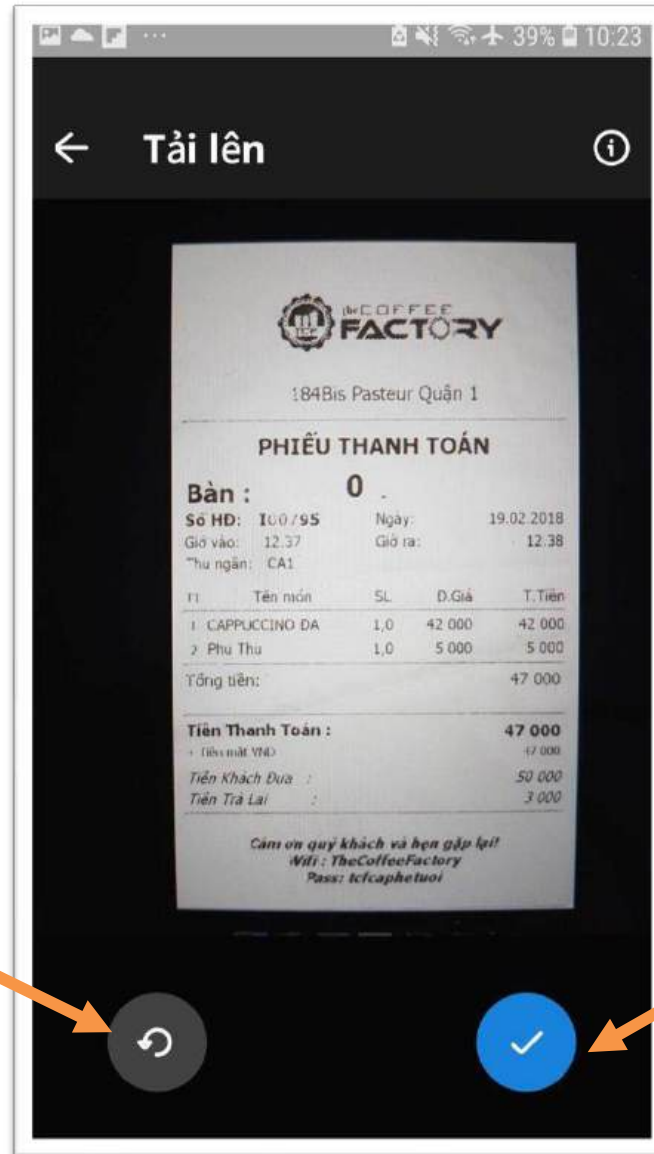 39% 10:23
Tải lên
the COFFEE
FACTORY
184Bis Pasteur Quận 1
PHIẾU THANH TOÁN
Bàn : 0
Số HĐ: I00795 Ngày: 19.02.2018
Giờ vào: 12.37 Giờ ra: 12.38
Thu ngân: CA1
Tên món SL D.Giá T.Tiền
1 CAPPUCCINO DA 1,0 42 000 42 000
2 Phu Thu 1,0 5 000 5 000
Tổng tiền: 47 000
Tiền Thanh Toán : 47 000
+ Tiền mặt VND 47 000
Tiền Khách Đưa : 50 000
Tiền Trả Lai : 3 000
Cám ơn quý khách và hẹn gặp lại!
Wifi : TheCoffeeFactory
Pass: tcfcaphetuoi